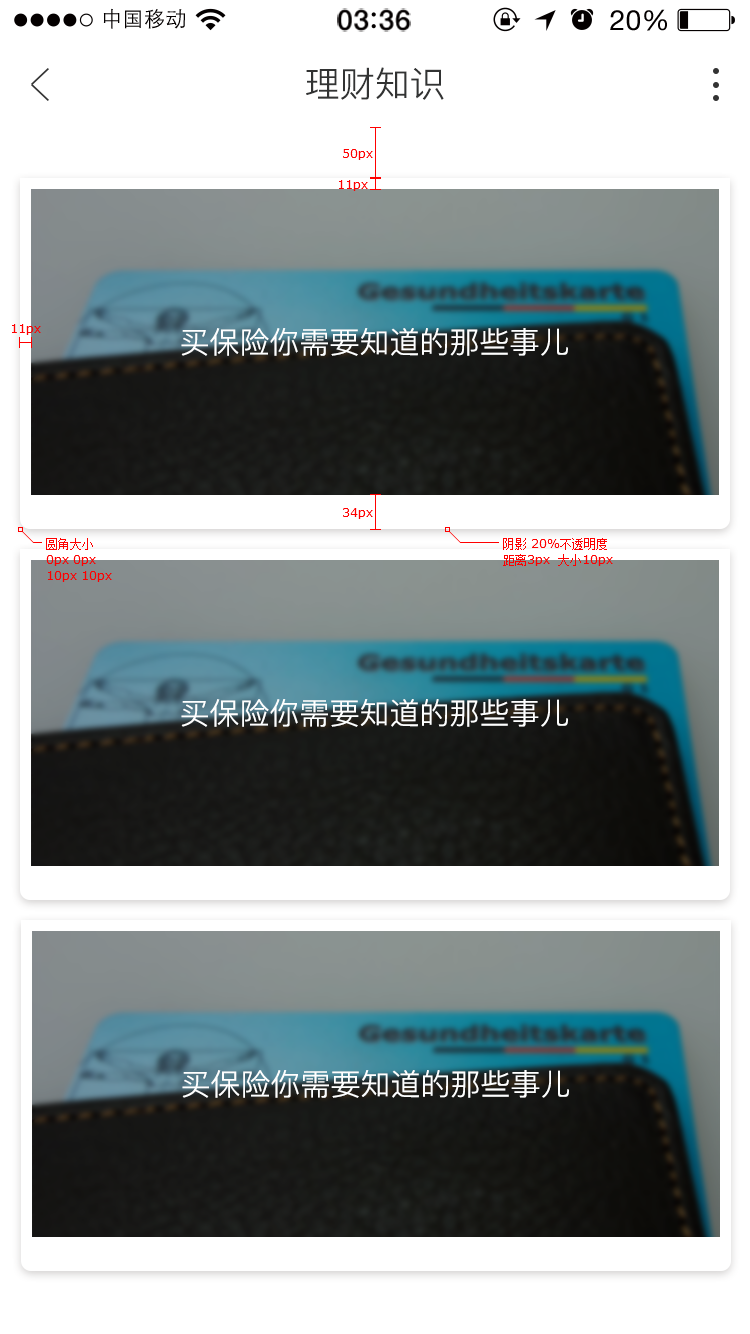 中国移动 03:36 20%
理财知识
50px
11px
Gesundheitskarte
11px
买保险你需要知道的那些事儿
34px
圆角大小
0px 0px
10px 10px
阴影 20%不透明度
距离3px 大小10px
Gesundheitskarte
买保险你需要知道的那些事儿
Gesundheitskarte
买保险你需要知道的那些事儿